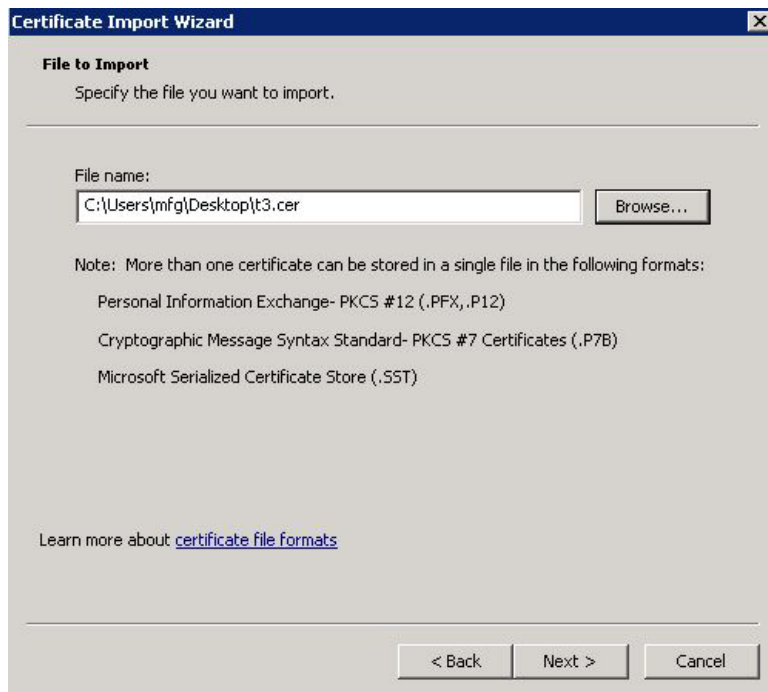 Certificate Import Wizard
File to Import
Specify the file you want to import.
File name:
C:\Users\mfg\Desktop\t3.cer
Browse...
Note: More than one certificate can be stored in a single file in the following formats:
Personal Information Exchange- PKCS #12 (.PFX,.P12)
Cryptographic Message Syntax Standard- PKCS #7 Certificates (.P7B)
Microsoft Serialized Certificate Store (.SST)
Learn more about certificate file formats
< Back Next > Cancel